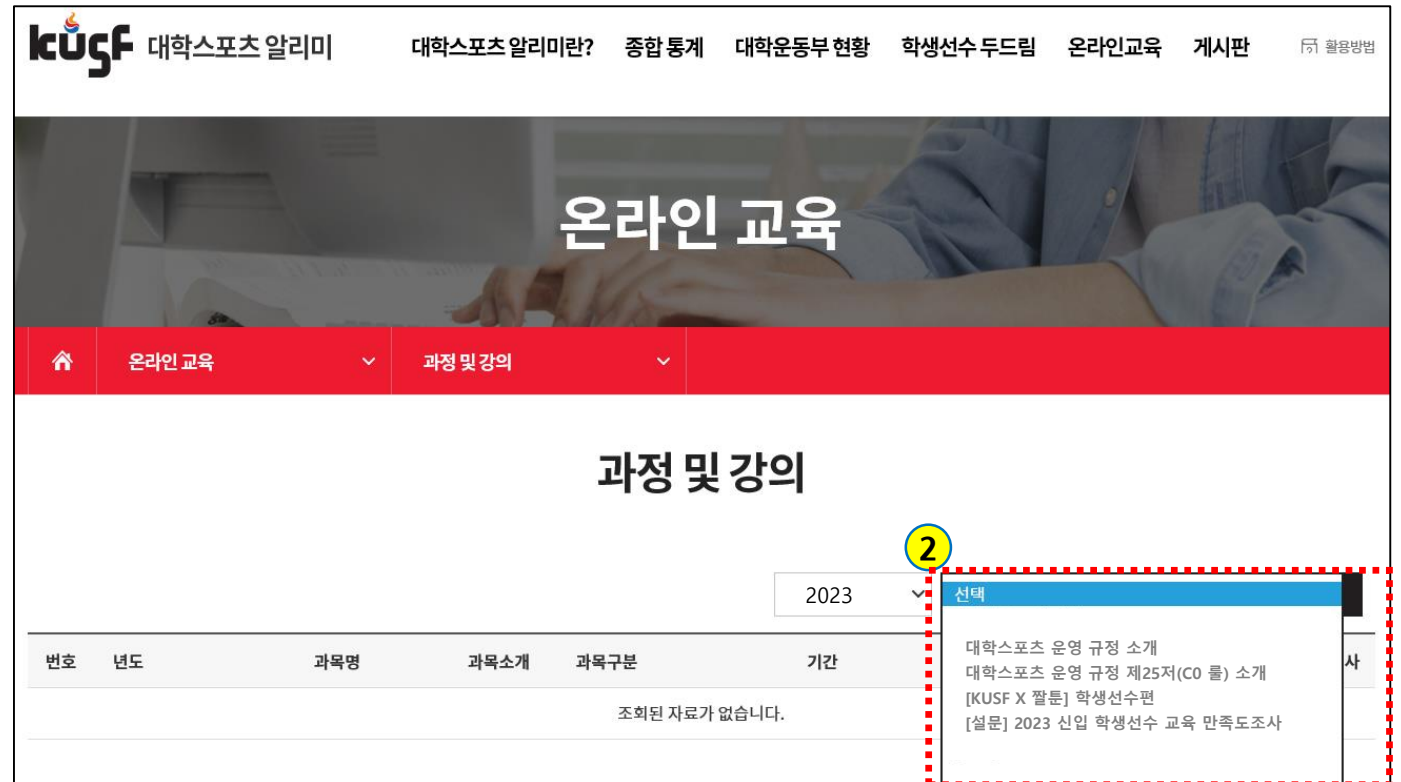 kusf 대학스포츠 알리미 대학스포츠 알리미란? 종합 통계 대학운동부 현황 학생선수 두드림 온라인교육 게시판 활용방법
온라인 교육
온라인 교육 과정 및 강의
과정 및 강의
2
2023 선택
번호 년도 과목명 과목소개 과목구분 기간 사
대학스포츠 운영 규정 소개
대학스포츠 운영 규정 제25저(C0 룰) 소개
[KUSF X 짤툰] 학생선수편
[설문] 2023 신입 학생선수 교육 만족도조사
조회된 자료가 없습니다.